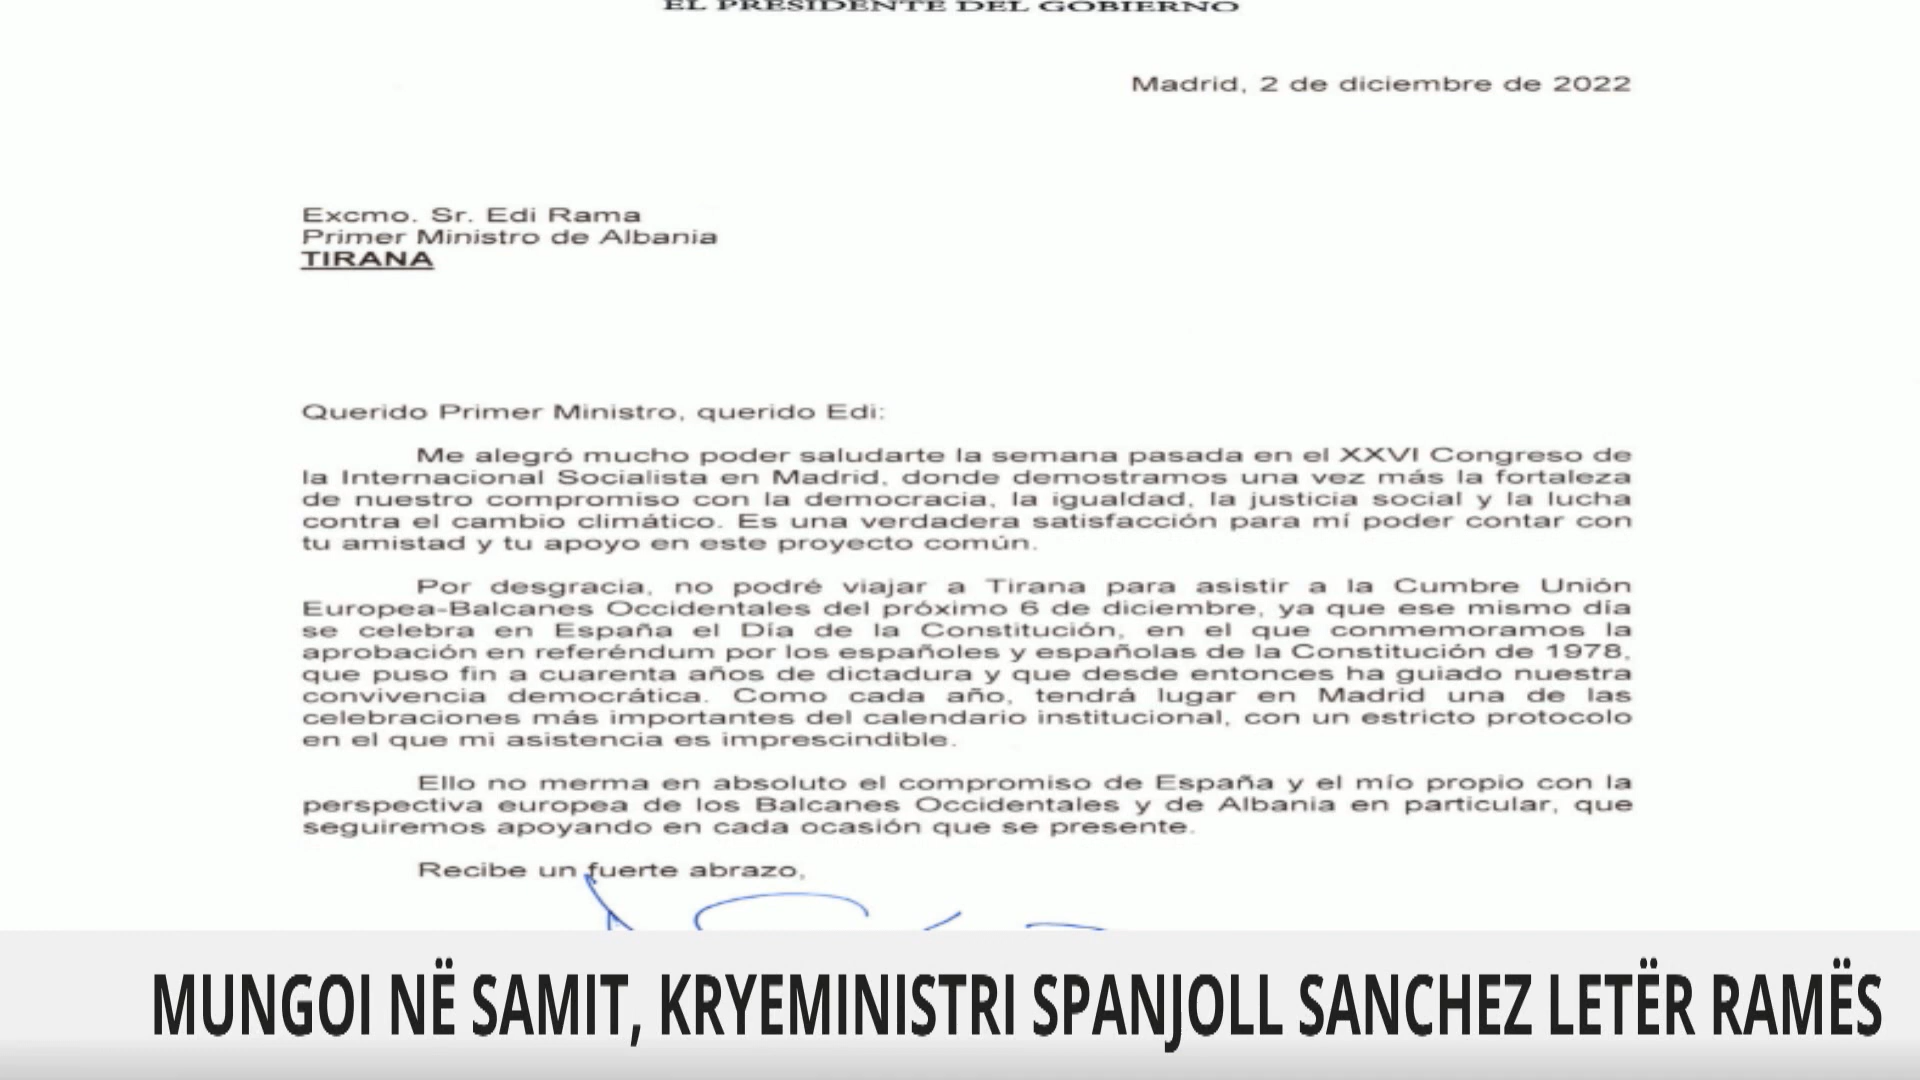 EL PRESIDENTE DEL GOBIERNO
Madrid, 2 de diciembre de 2022
Excmo. Sr. Edi Rama
Primer Ministro de Albania
TIRANA
Querido Primer Ministro, querido Edi:
Me alegró mucho poder saludarte la semana pasada en el XXVI Congreso de
la Internacional Socialista en Madrid, donde demostramos una vez más la fortaleza
de nuestro compromiso con la democracia, la igualdad, la justicia social y la lucha
contra el cambio climático. Es una verdadera satisfacción para mí poder contar con
tu amistad y tu apoyo en este proyecto común.
Por desgracia, no podré viajar a Tirana para asistir a la Cumbre Unión
Europea-Balcanes Occidentales del próximo 6 de diciembre, ya que ese mismo día
se celebra en España el Día de la Constitución, en el que conmemoramos la
aprobación en referéndum por los españoles y españolas de la Constitución de 1978,
que puso fin a cuarenta años de dictadura y que desde entonces ha guiado nuestra
convivencia democrática. Como cada año, tendrá lugar en Madrid una de las
celebraciones más importantes del calendario institucional, con un estricto protocolo
en el que mi asistencia es imprescindible.
Ello no merma en absoluto el compromiso de España y el mío propio con la
perspectiva europea de los Balcanes Occidentales y de Albania en particular, que
seguiremos apoyando en cada ocasión que se presente.
Recibe un fuerte abrazo,
MUNGOI NË SAMIT, KRYEMINISTRI SPANJOLL SANCHEZ LETËR RAMËS